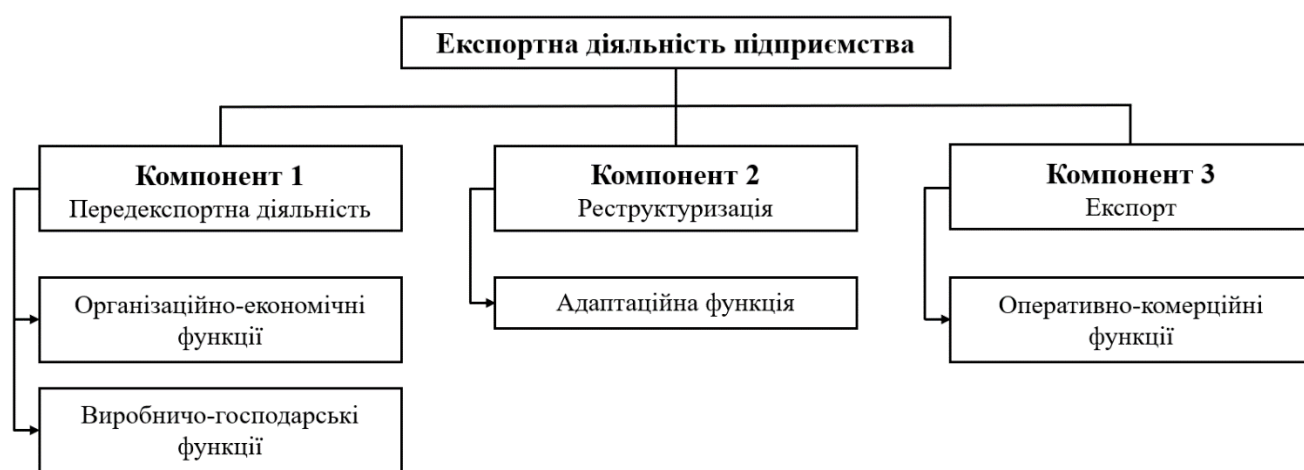 Експортна діяльність підприємства
Компонент 1
Передекспортна діяльність
Компонент 2
Реструктуризація
Компонент 3
Експорт
Організаційно-економічні
функції
Адаптаційна функція
Оперативно-комерційні
функції
Виробничо-господарські
функції